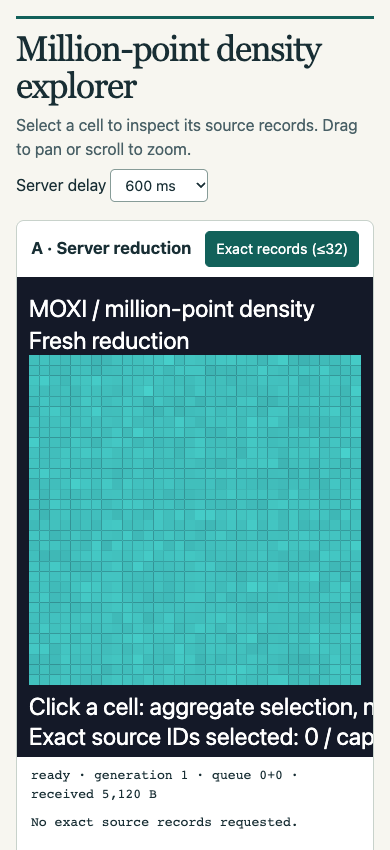 Million-point density
explorer
Select a cell to inspect its source records. Drag
to pan or scroll to zoom.
Server delay 600 ms
A · Server reduction Exact records (≤32)
MOXI / million-point density
Fresh reduction
Click a cell: aggregate selection, n
Exact source IDs selected: 0 / cap
ready · generation 1 · queue 0+0 ·
received 5,120 B
No exact source records requested.